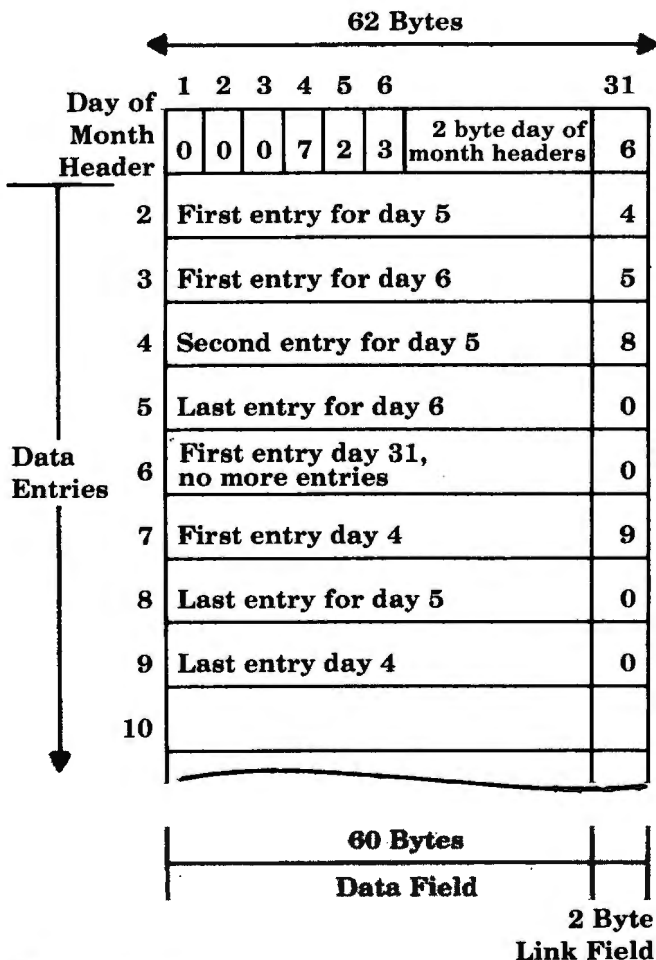 62 Bytes
1 2 3 4 5 6 31
Day of
Month
Header
0 0 0 7 2 3 2 byte day of
month headers 6
2 First entry for day 5 4
3 First entry for day 6 5
4 Second entry for day 5 8
5 Last entry for day 6 0
Data
Entries
6 First entry day 31,
no more entries 0
7 First entry day 4 9
8 Last entry for day 5 0
9 Last entry day 4 0
10
60 Bytes
Data Field
2 Byte
Link Field